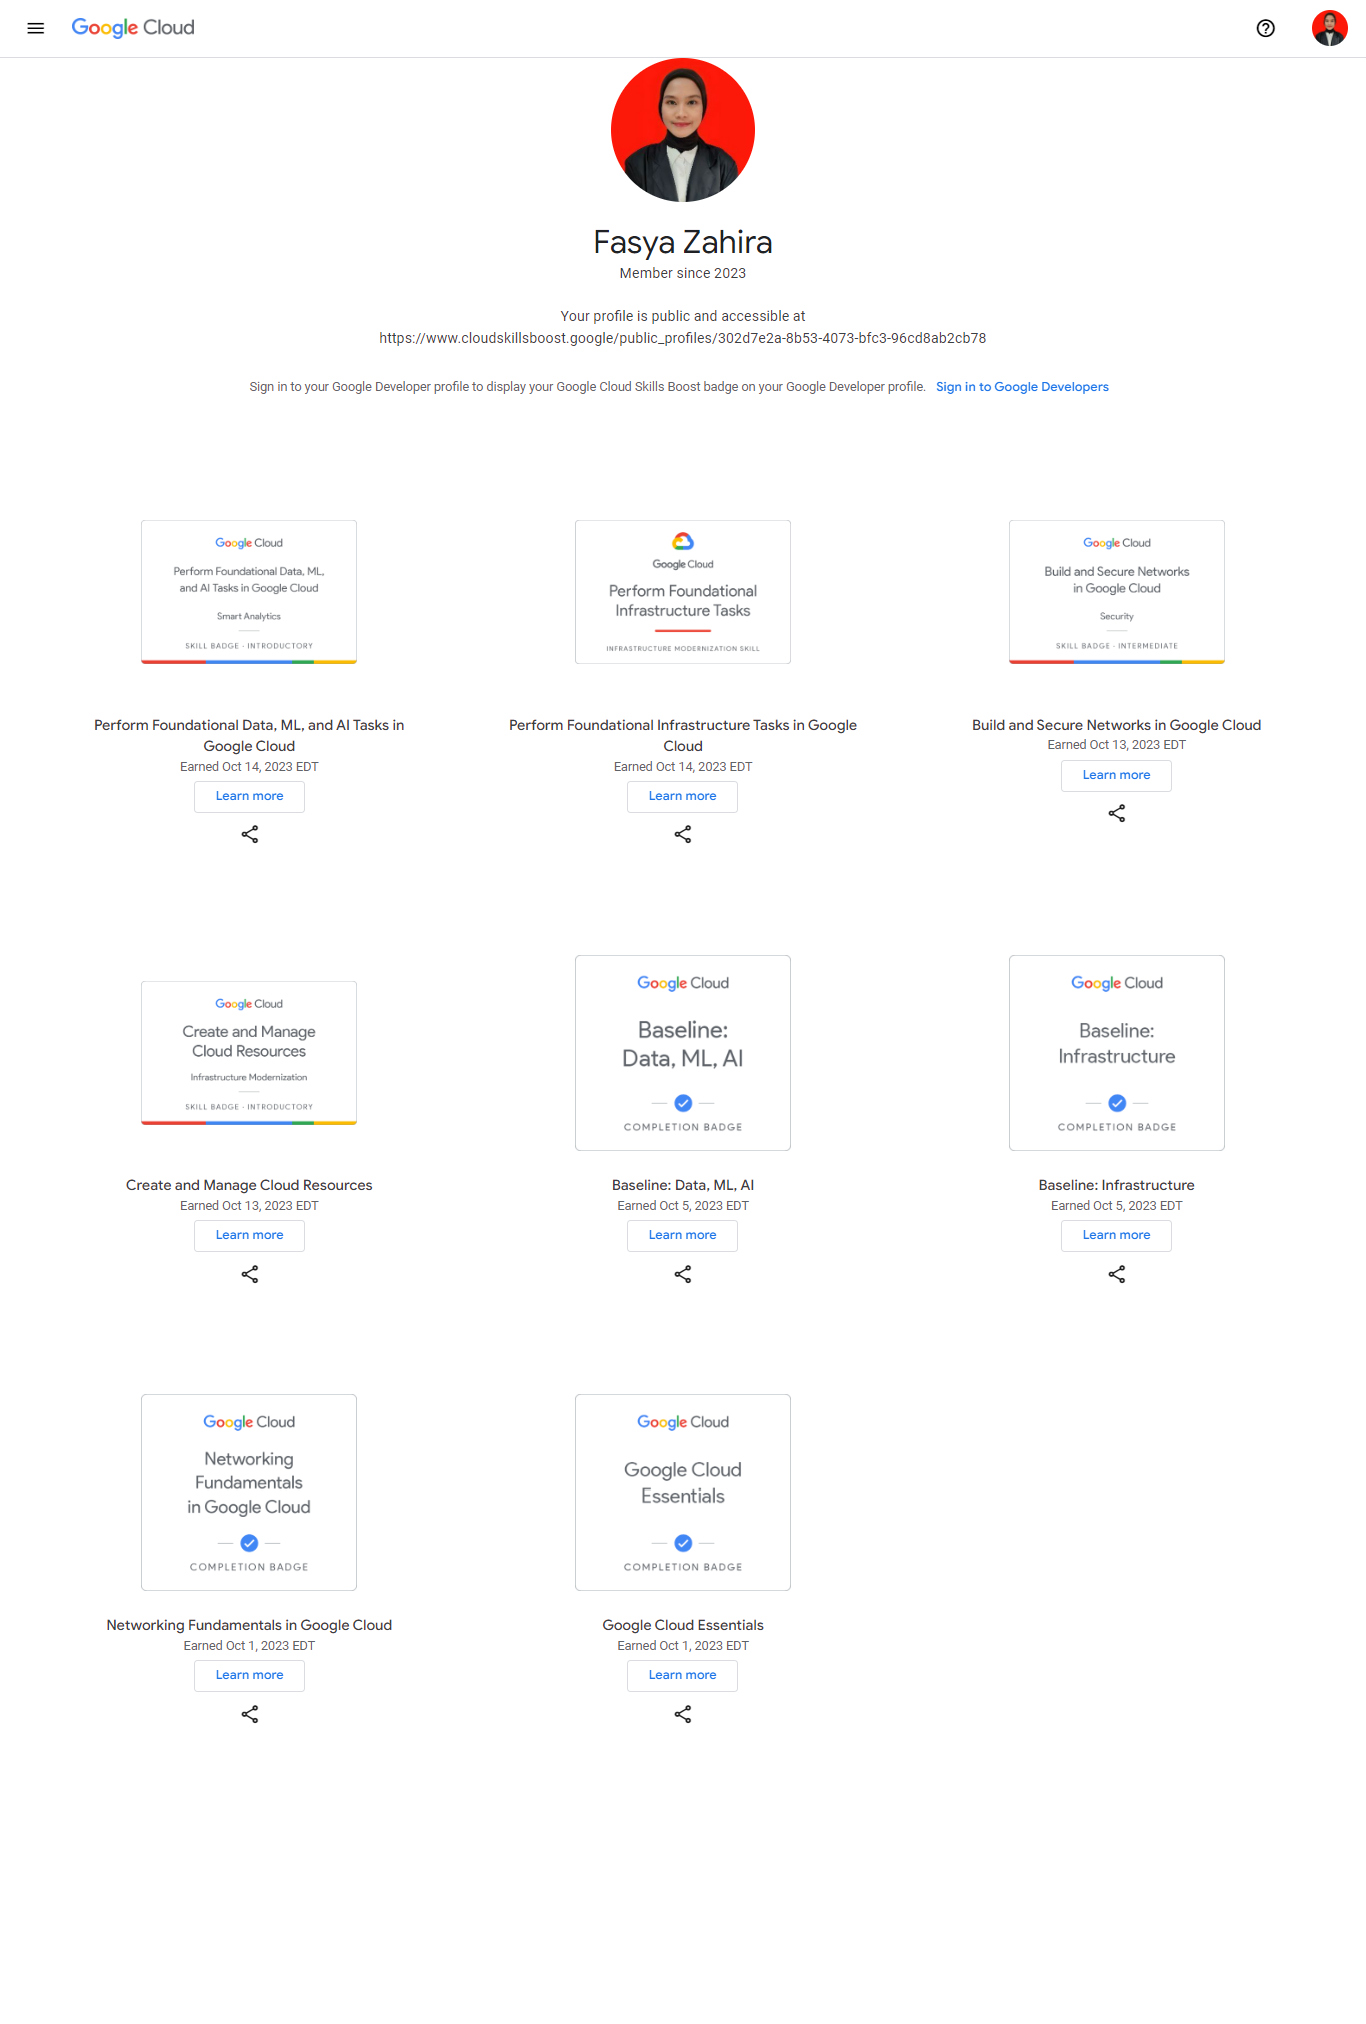 Google Cloud
Fasya Zahira
Member since 2023
Your profile is public and accessible at
https://www.cloudskillsboost.google/public_profiles/302d7e2a-8b53-4073-bfc3-96cd8ab2cb78
Sign in to your Google Developer profile to display your Google Cloud Skills Boost badge on your Google Developer profile. Sign in to Google Developers
Google Cloud
Perform Foundational Data, ML,
and AI Tasks in Google Cloud
Smart Analytics
SKILL BADGE · INTRODUCTORY
Perform Foundational Data, ML, and AI Tasks in
Google Cloud
Earned Oct 14, 2023 EDT
Learn more
Google Cloud
Perform Foundational
Infrastructure Tasks
INFRASTRUCTURE MODERNIZATION SKILL
Perform Foundational Infrastructure Tasks in Google
Cloud
Earned Oct 14, 2023 EDT
Learn more
Google Cloud
Build and Secure Networks
in Google Cloud
Security
SKILL BADGE · INTERMEDIATE
Build and Secure Networks in Google Cloud
Earned Oct 13, 2023 EDT
Learn more
Google Cloud
Create and Manage
Cloud Resources
Infrastructure Modernization
SKILL BADGE · INTRODUCTORY
Create and Manage Cloud Resources
Earned Oct 13, 2023 EDT
Learn more
Google Cloud
Baseline:
Data, ML, AI
COMPLETION BADGE
Baseline: Data, ML, AI
Earned Oct 5, 2023 EDT
Learn more
Google Cloud
Baseline:
Infrastructure
COMPLETION BADGE
Baseline: Infrastructure
Earned Oct 5, 2023 EDT
Learn more
Google Cloud
Networking
Fundamentals
in Google Cloud
COMPLETION BADGE
Networking Fundamentals in Google Cloud
Earned Oct 1, 2023 EDT
Learn more
Google Cloud
Google Cloud
Essentials
COMPLETION BADGE
Google Cloud Essentials
Earned Oct 1, 2023 EDT
Learn more